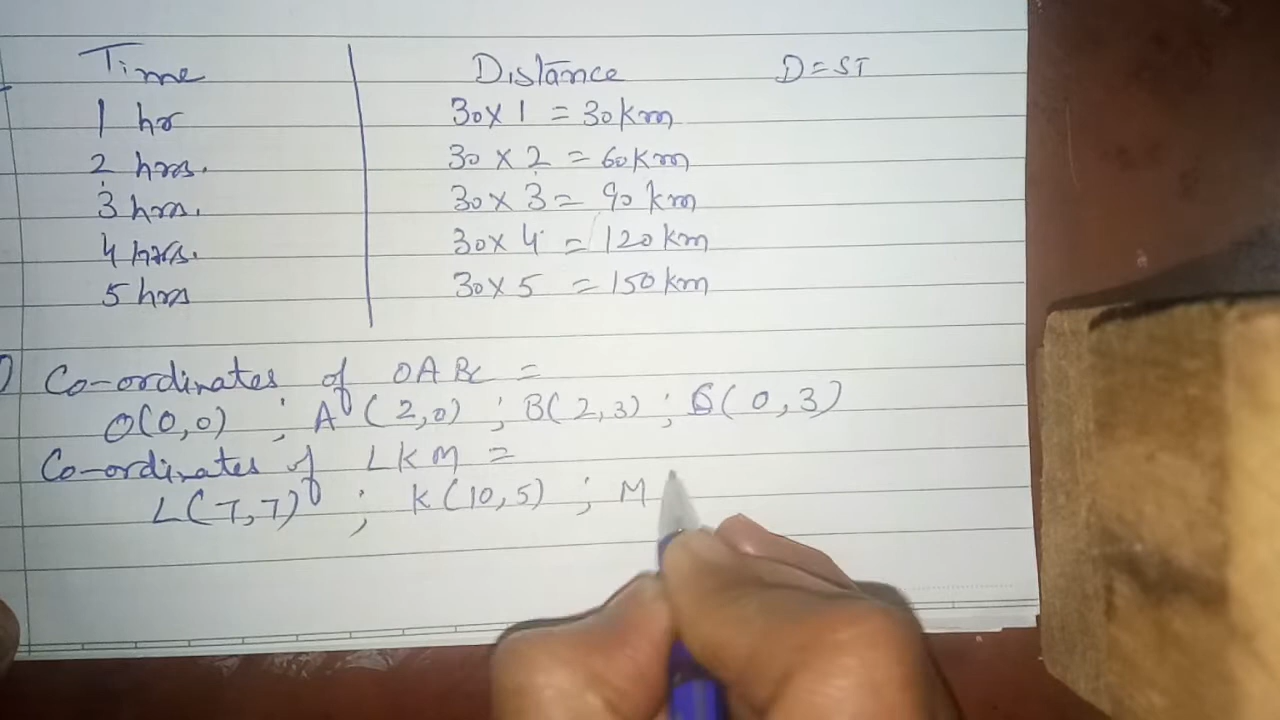 Time Distance D = ST
1 hr 30 x 1 = 30 km
2 hrs. 30 x 2 = 60 km
3 hrs. 30 x 3 = 90 km
4 hrs. 30 x 4 = 120 km
5 hrs 30 x 5 = 150 km
) Co-ordinates of OABC =
O(0,0) ; A (2,0) ; B(2,3) ; C(0,3)
Co-ordinates of LKM =
L(7,7) ; K(10,5) ; M